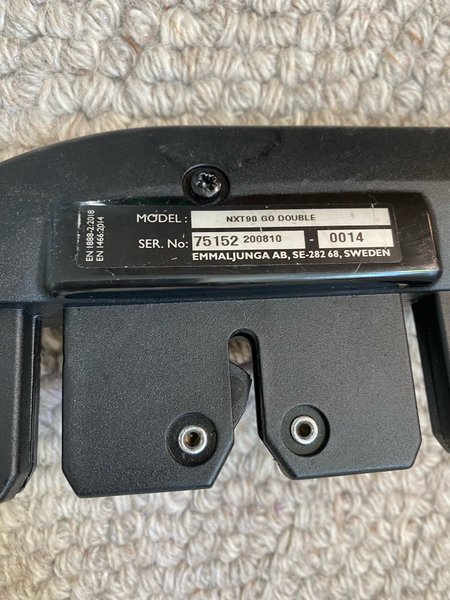 EN 1888-2:2018
EN 1466:2014
MODEL: NXT90 GO DOUBLE
SER. No: 75152 200810 - 0014
EMMALJUNGA AB, SE-282 68, SWEDEN